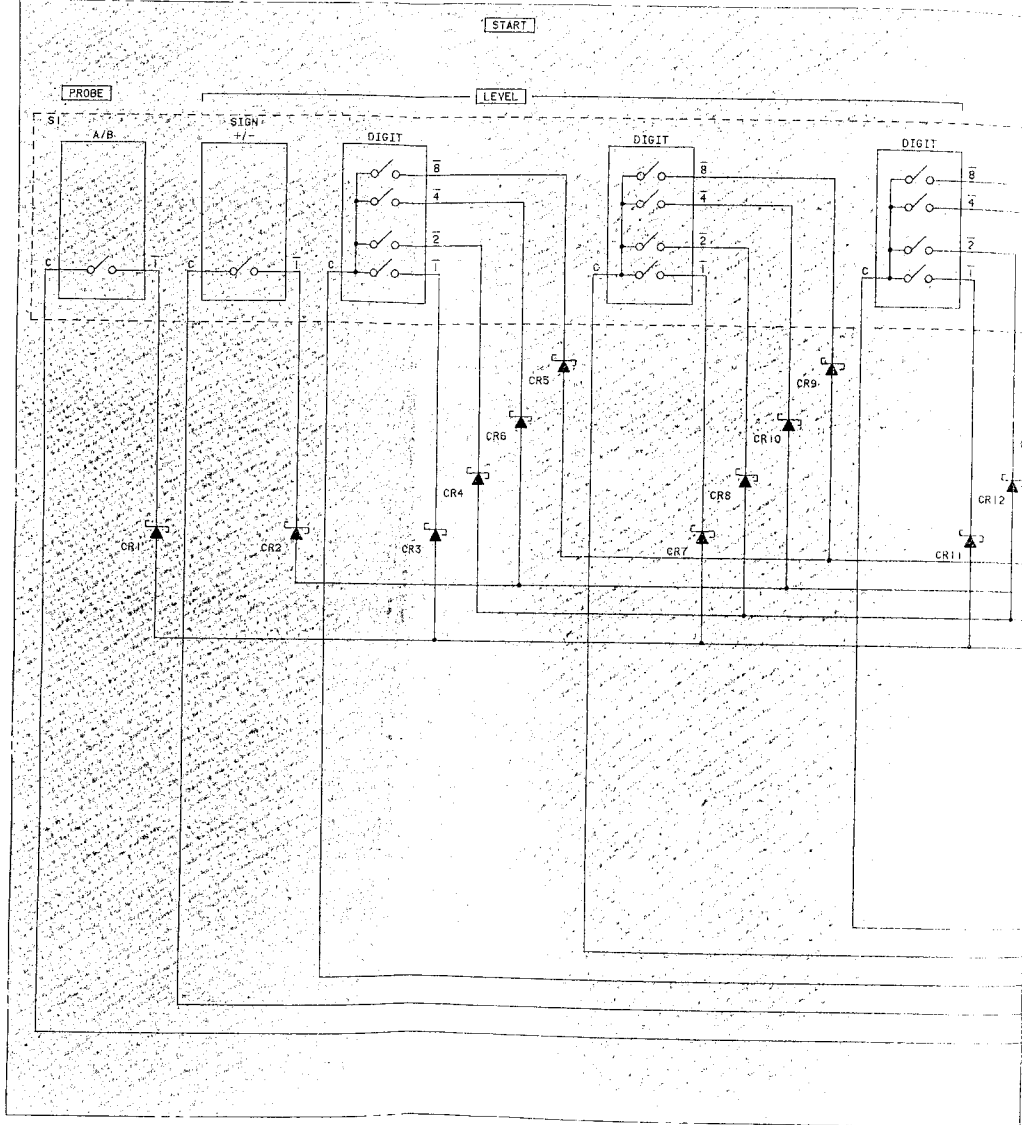 START
PROBE
LEVEL
S1
A/B
SIGN
+/-
DIGIT
DIGIT
DIGIT
8̅
4̅
2̅
1̅
8̅
4̅
2̅
1̅
8̅
4̅
2̅
1̅
C
1̅
C
1̅
C
C
C
CR5
CR9
CR6
CR10
CR4
CR8
CR12
CR1
CR2
CR3
CR7
CR11